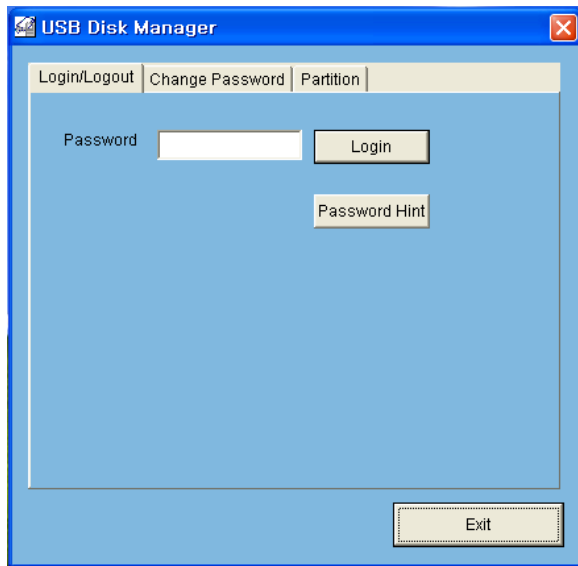 USB Disk Manager
Login/Logout Change Password Partition
Password Login
Password Hint
Exit